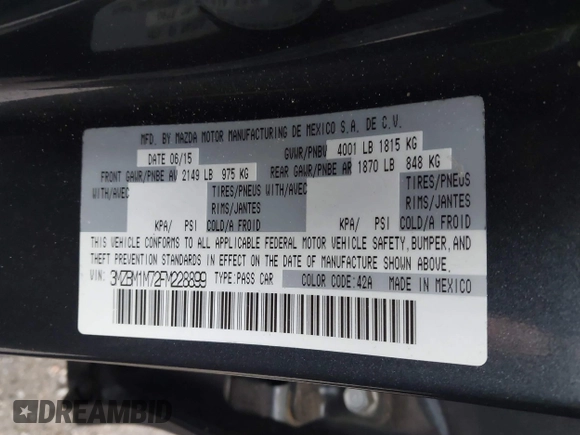 MFD. BY MAZDA MOTOR MANUFACTURING DE MEXICO S.A. DE C.V.
DATE 06/15 GVWR/PNBV 4001 LB 1815 KG
FRONT GAWR/PNBE AV 2149 LB 975 KG REAR GAWR/PNBE AR 1870 LB 848 KG
WITH/AVEC TIRES/PNEUS WITH/AVEC TIRES/PNEUS
RIMS/JANTES RIMS/JANTES
KPA/ PSI COLD/A FROID KPA/ PSI COLD/A FROID
THIS VEHICLE CONFORMS TO ALL APPLICABLE FEDERAL MOTOR VEHICLE SAFETY, BUMPER, AND
THEFT PREVENTION STANDARDS IN EFFECT ON THE DATE OF MANUFACTURE SHOWN ABOVE.
VIN: 3MZBM1M72FM228899 TYPE:PASS CAR COLOR CODE:42A MADE IN MEXICO
DREAMBID